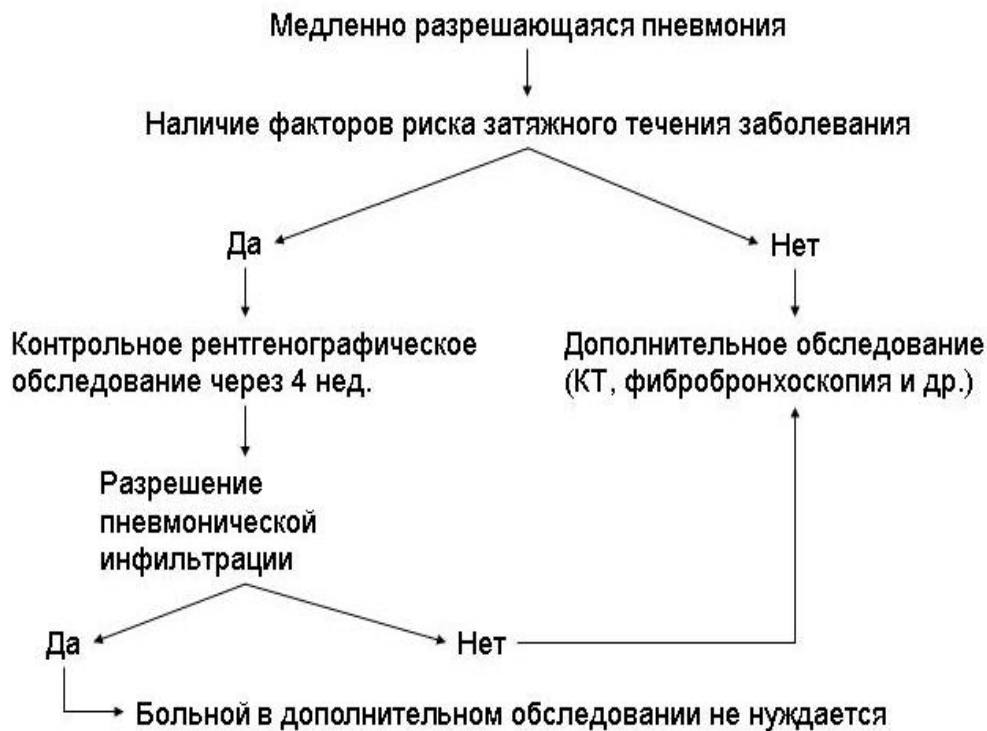 Медленно разрешающаяся пневмония
Наличие факторов риска затяжного течения заболевания
Да
Нет
Контрольное рентгенографическое
обследование через 4 нед.
Дополнительное обследование
(КТ, фибробронхоскопия и др.)
Разрешение
пневмонической
инфильтрации
Да
Нет
Больной в дополнительном обследовании не нуждается